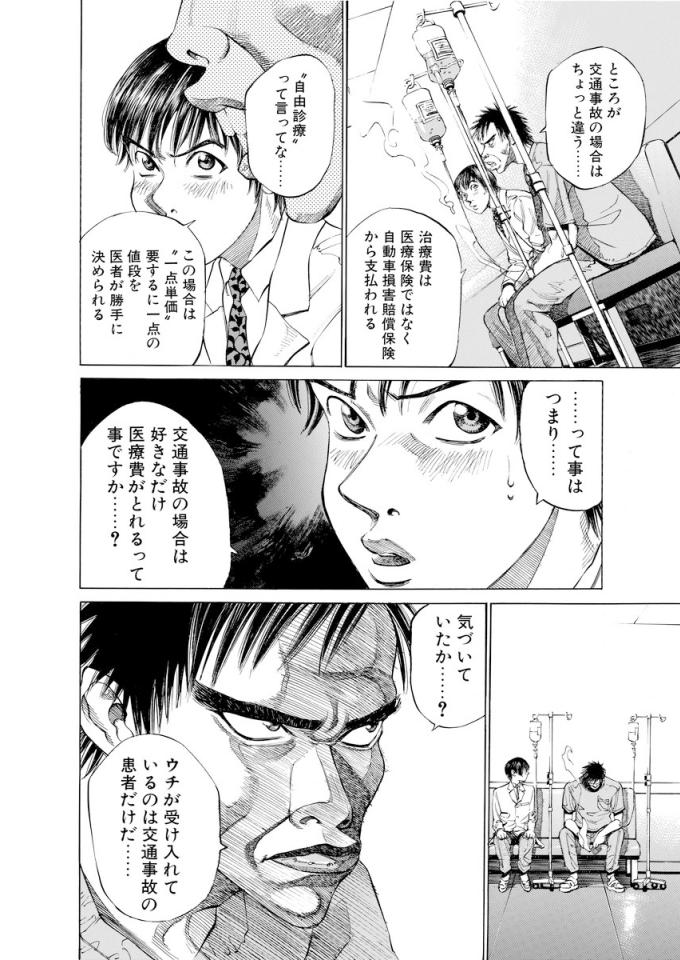 ところが
交通事故の場合は
ちょっと違う……
治療費は
医療保険ではなく
自動車損害賠償保険
から支払われる
〝自由診療〟
って言ってな……
この場合は
〝一点単価〟
要するに一点の
値段を
医者が勝手に
決められる
……って事は
つまり……
交通事故の場合は
好きなだけ
医療費がとれるって
事ですか……？
気づいて
いたか……？
ウチが受け入れて
いるのは交通事故の
患者だけだ……